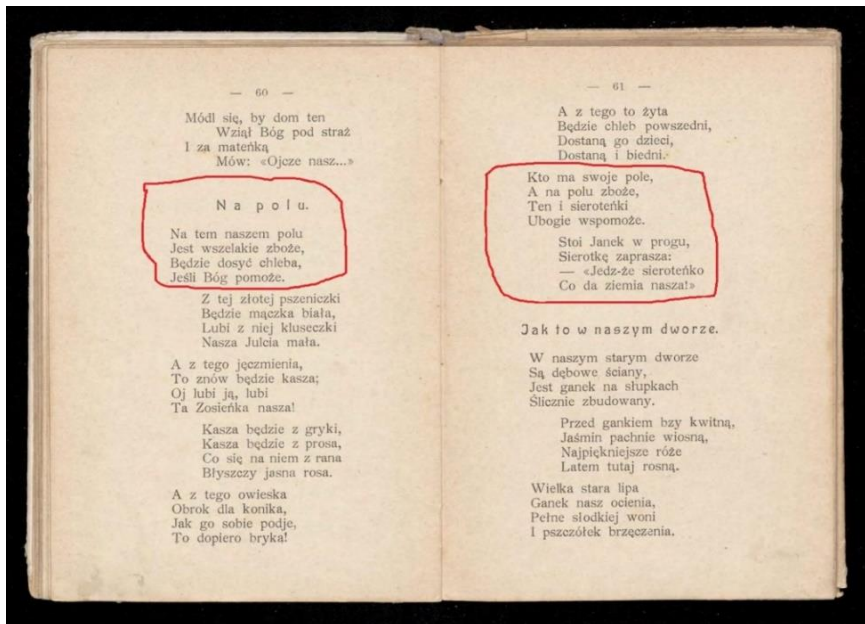 — 60 —
Módl się, by dom ten
Wziął Bóg pod straż
I za mateńką
Mów: «Ojcze nasz...»
Na polu.
Na tem naszem polu
Jest wszelakie zboże,
Będzie dosyć chleba,
Jeśli Bóg pomoże.
Z tej złotej pszeniczki
Będzie mączka biała,
Lubi z niej kluseczki
Nasza Julcia mała.
A z tego jęczmienia,
To znów będzie kasza;
Oj lubi ją, lubi
Ta Zosieńka nasza!
Kasza będzie z gryki,
Kasza będzie z prosa,
Co się na niem z rana
Błyszczy jasna rosa.
A z tego owieska
Obrok dla konika,
Jak go sobie podje,
To dopiero bryka!
— 61 —
A z tego to żyta
Będzie chleb powszedni,
Dostaną go dzieci,
Dostaną i biedni.
Kto ma swoje pole,
A na polu zboże,
Ten i sieroteńki
Ubogie wspomoże.
Stoi Janek w progu,
Sierotkę zaprasza:
— «Jedz-że sieroteńko
Co da ziemia nasza!»
Jak to w naszym dworze.
W naszym starym dworze
Są dębowe ściany,
Jest ganek na słupkach
Ślicznie zbudowany.
Przed gankiem bzy kwitną,
Jaśmin pachnie wiosną,
Najpiękniejsze róże
Latem tutaj rosną.
Wielka stara lipa
Ganek nasz ocienia,
Pełne słodkiej woni
I pszczółek brzęczenia.